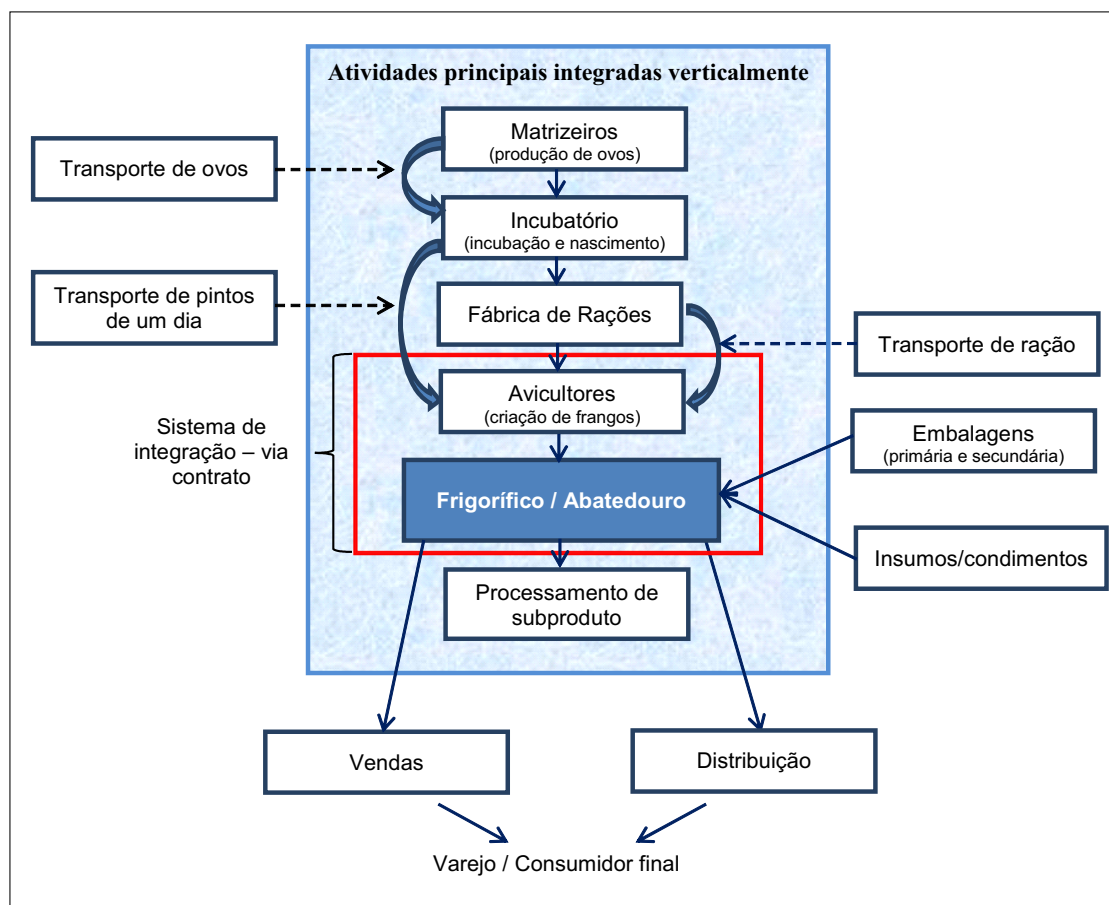 Atividades principais integradas verticalmente
Matrizeiros
(produção de ovos)
Transporte de ovos
Incubatório
(incubação e nascimento)
Transporte de pintos
de um dia
Fábrica de Rações
Transporte de ração
Avicultores
(criação de frangos)
Sistema de
integração – via
contrato
Embalagens
(primária e secundária)
Frigorífico / Abatedouro
Insumos/condimentos
Processamento de
subproduto
Vendas
Distribuição
Varejo / Consumidor final